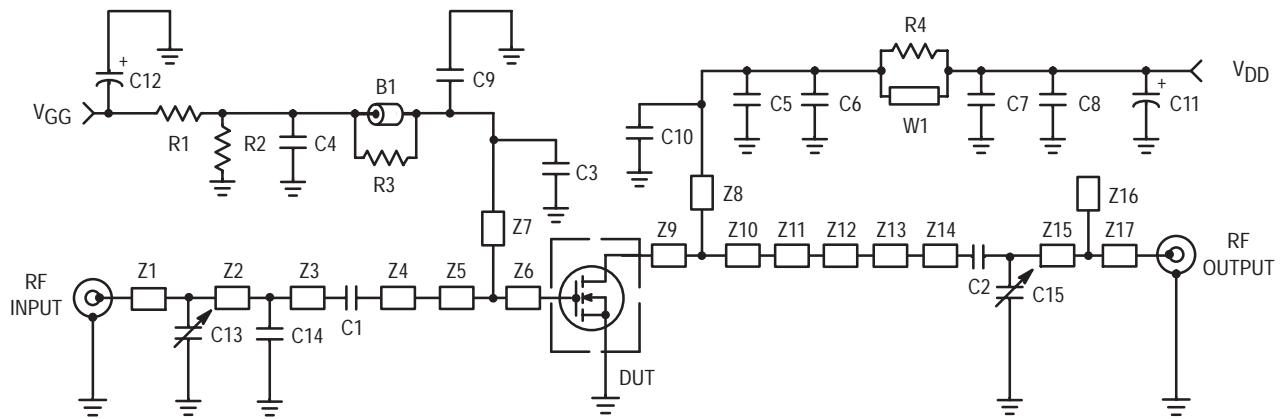 R4
+
C12
C9
B1
VDD
VGG
C5
C6
C7
C8
+
C11
W1
R1
R2
C4
C10
R3
C3
Z8
Z16
Z7
Z9
Z10
Z11
Z12
Z13
Z14
Z15
Z17
RF
OUTPUT
RF
INPUT
Z1
Z2
Z3
Z4
Z5
Z6
C2
C15
C13
C14
C1
DUT